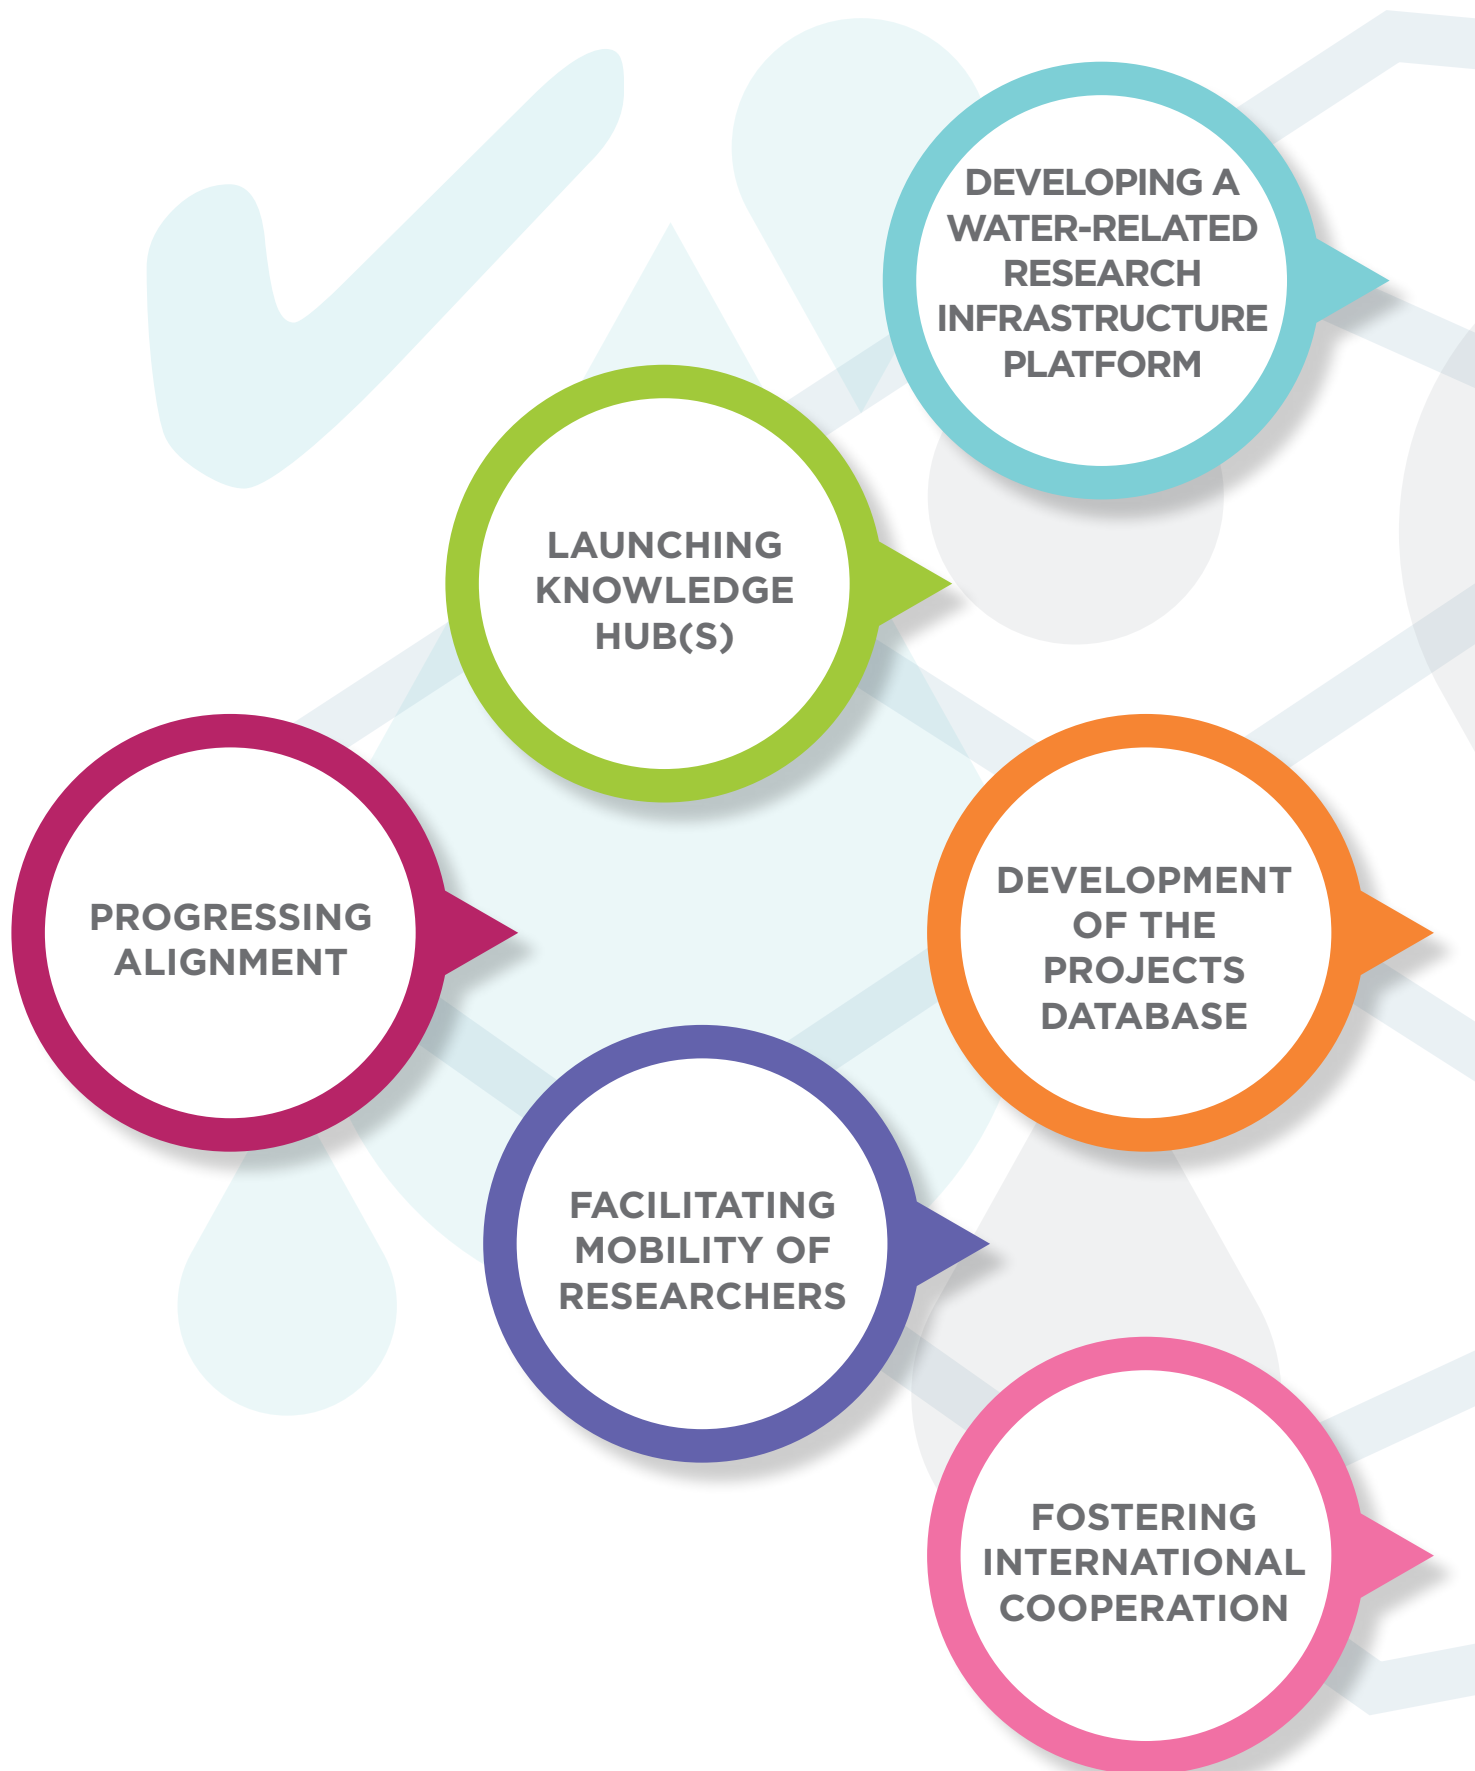 DEVELOPING A
WATER-RELATED
RESEARCH
INFRASTRUCTURE
PLATFORM
LAUNCHING
KNOWLEDGE
HUB(S)
PROGRESSING
ALIGNMENT
DEVELOPMENT
OF THE
PROJECTS
DATABASE
FACILITATING
MOBILITY OF
RESEARCHERS
FOSTERING
INTERNATIONAL
COOPERATION